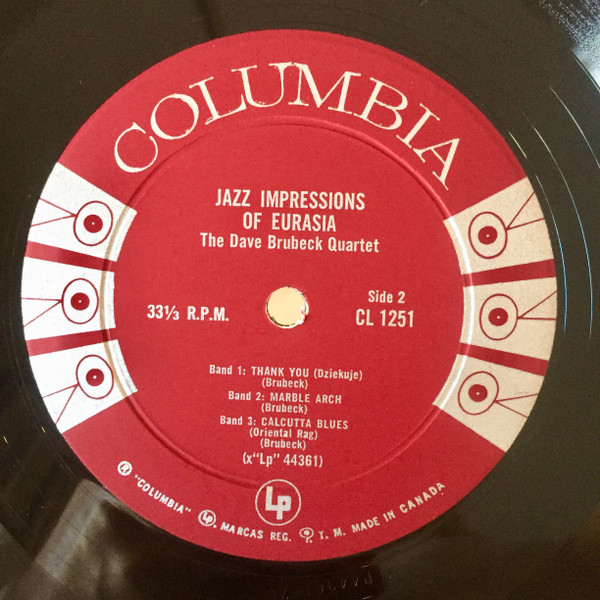 COLUMBIA
JAZZ IMPRESSIONS
OF EURASIA
The Dave Brubeck Quartet
33⅓ R.P.M.
Side 2
CL 1251
Band 1: THANK YOU (Dziekuje)
(Brubeck)
Band 2: MARBLE ARCH
(Brubeck)
Band 3: CALCUTTA BLUES
(Oriental Rag)
(Brubeck)
(x"Lp" 44361)
Lp
® "COLUMBIA" Lp. MARCAS REG. T. M. MADE IN CANADA